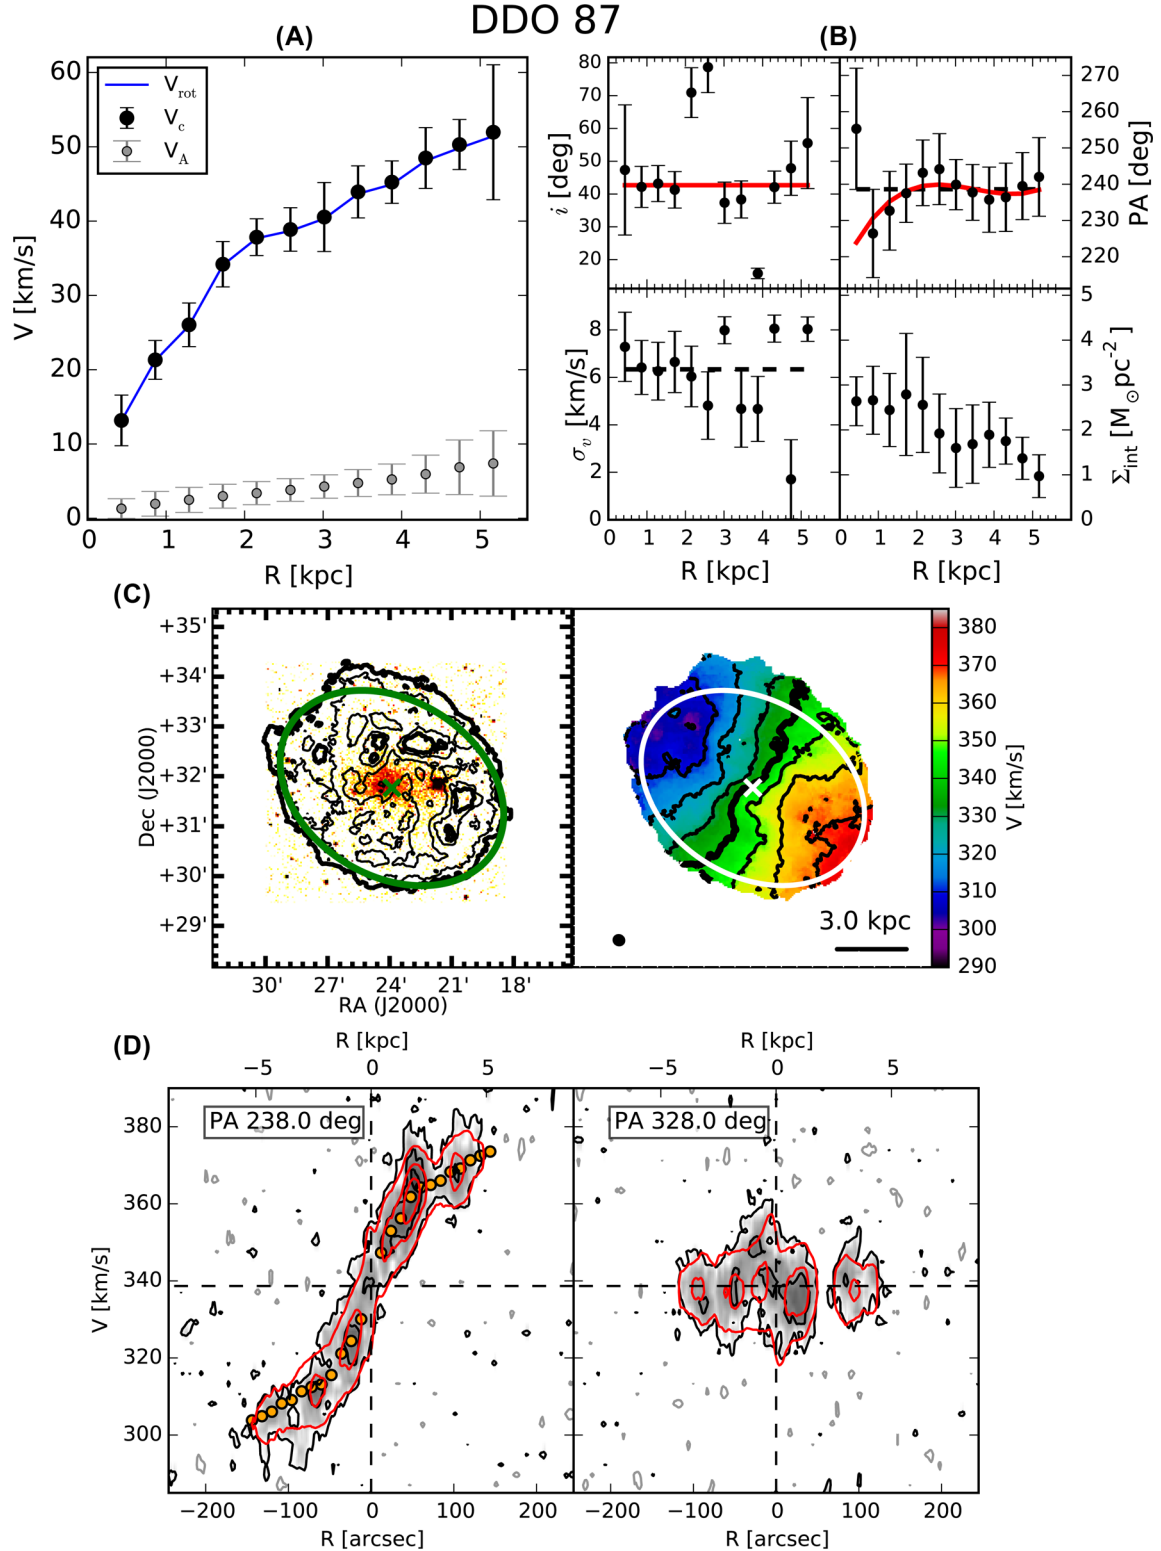 DDO 87
(A)
(B)
60
50
40
30
20
10
0
V [km/s]
V_rot
V_c
V_A
0 1 2 3 4 5
R [kpc]
80
70
60
50
40
30
20
i [deg]
270
260
250
240
230
220
PA [deg]
8
6
4
2
0
σ_v [km/s]
5
4
3
2
1
0
Σ_int [M_⊙pc^-2]
0 1 2 3 4 5
0 1 2 3 4 5
R [kpc]
R [kpc]
(C)
+35'
+34'
+33'
+32'
+31'
+30'
+29'
Dec (J2000)
30' 27' 24' 21' 18'
RA (J2000)
3.0 kpc
380
370
360
350
340
330
320
310
300
290
V [km/s]
(D)
R [kpc]
R [kpc]
−5 0 5
−5 0 5
PA 238.0 deg
PA 328.0 deg
380
360
340
320
300
V [km/s]
−200 −100 0 100 200
−200 −100 0 100 200
R [arcsec]
R [arcsec]